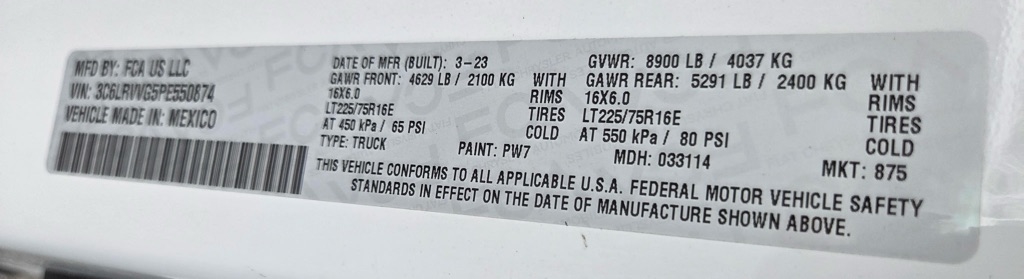 MFD BY: FCA US LLC
VIN: 3C6LRVVG5PE550874
VEHICLE MADE IN: MEXICO
DATE OF MFR (BUILT): 3-23
GVWR: 8900 LB / 4037 KG
GAWR FRONT: 4629 LB / 2100 KG WITH
16X6.0 RIMS
LT225/75R16E TIRES
AT 450 kPa / 65 PSI COLD
GAWR REAR: 5291 LB / 2400 KG WITH
16X6.0 RIMS
LT225/75R16E TIRES
AT 550 kPa / 80 PSI COLD
TYPE: TRUCK PAINT: PW7 MDH: 033114 MKT: 875
THIS VEHICLE CONFORMS TO ALL APPLICABLE U.S.A. FEDERAL MOTOR VEHICLE SAFETY
STANDARDS IN EFFECT ON THE DATE OF MANUFACTURE SHOWN ABOVE.